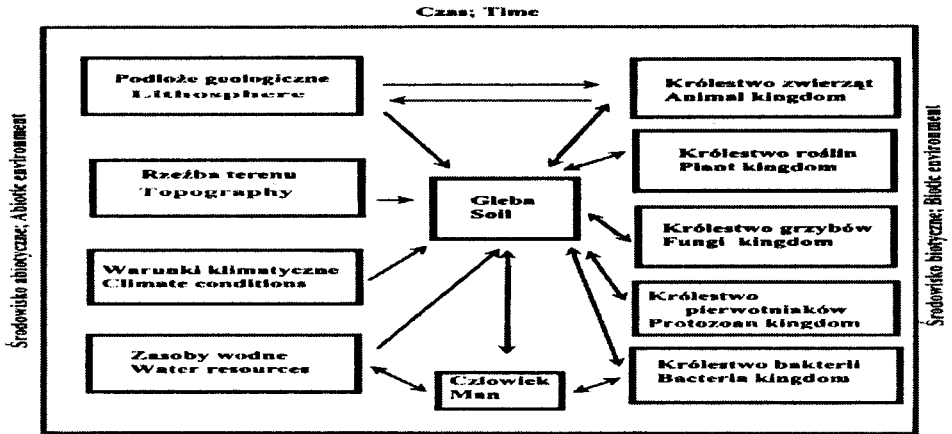 Czas; Time
Środowisko abiotyczne; Abiotic environment
Podłoże geologiczne
Lithosphere
Rzeźba terenu
Topography
Warunki klimatyczne
Climate conditions
Zasoby wodne
Water resources
Gleba
Soil
Człowiek
Man
Królestwo zwierząt
Animal kingdom
Królestwo roślin
Plant kingdom
Królestwo grzybów
Fungi kingdom
Królestwo
pierwotniaków
Protozoan kingdom
Królestwo bakterii
Bacteria kingdom
Środowisko biotyczne; Biotic environment